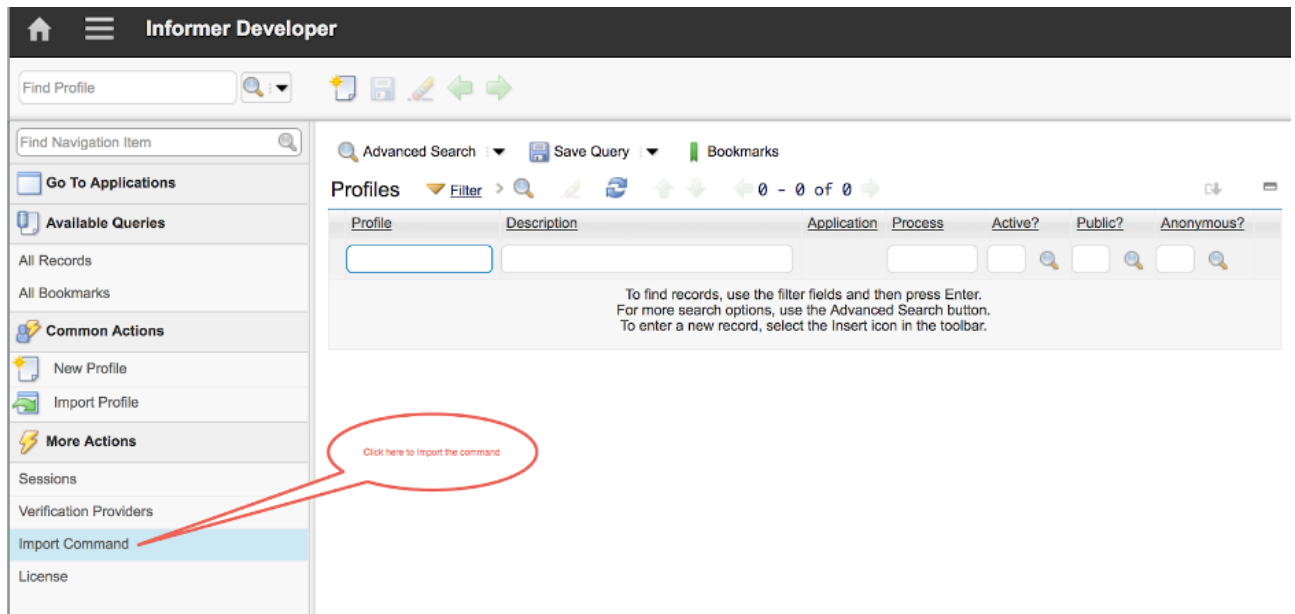 Informer Developer
Find Profile
Find Navigation Item
Go To Applications
Available Queries
All Records
All Bookmarks
Common Actions
New Profile
Import Profile
More Actions
Sessions
Verification Providers
Import Command
License
Advanced Search
Save Query
Bookmarks
Profiles Filter > 0 - 0 of 0
Profile Description Application Process Active? Public? Anonymous?
To find records, use the filter fields and then press Enter.
For more search options, use the Advanced Search button.
To enter a new record, select the Insert icon in the toolbar.
Click here to Import the command